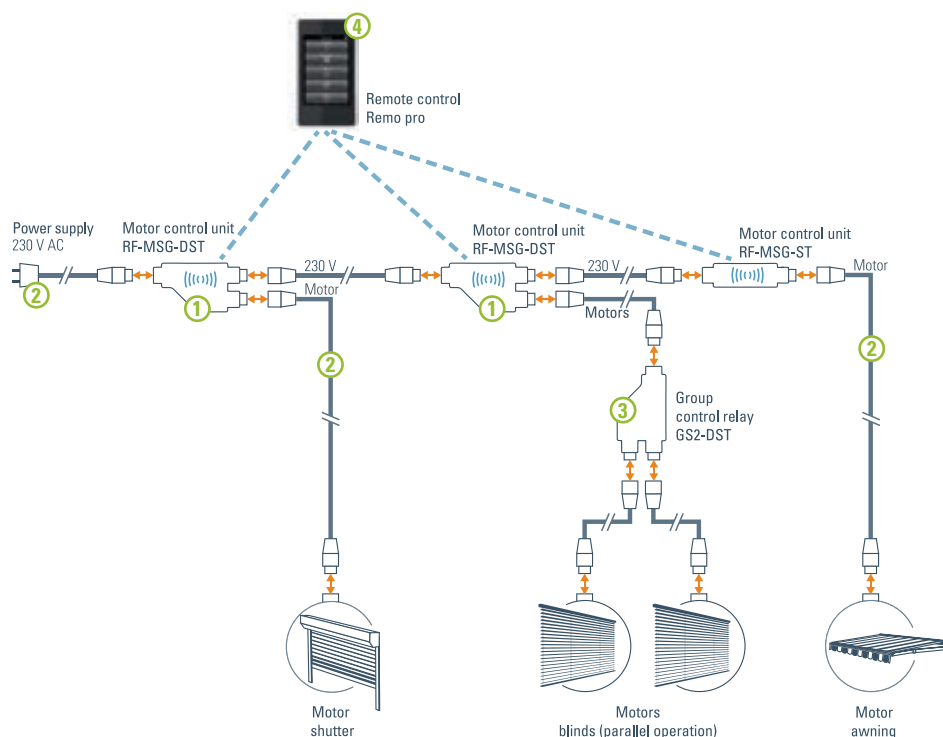 4
Remote control
Remo pro
Power supply
230 V AC
Motor control unit
RF-MSG-DST
Motor control unit
RF-MSG-DST
Motor control unit
RF-MSG-ST
230 V
230 V
Motor
Motor
Motors
2
1
1
2
2
3
Group
control relay
GS2-DST
Motor
shutter
Motors
blinds (parallel operation)
Motor
awning